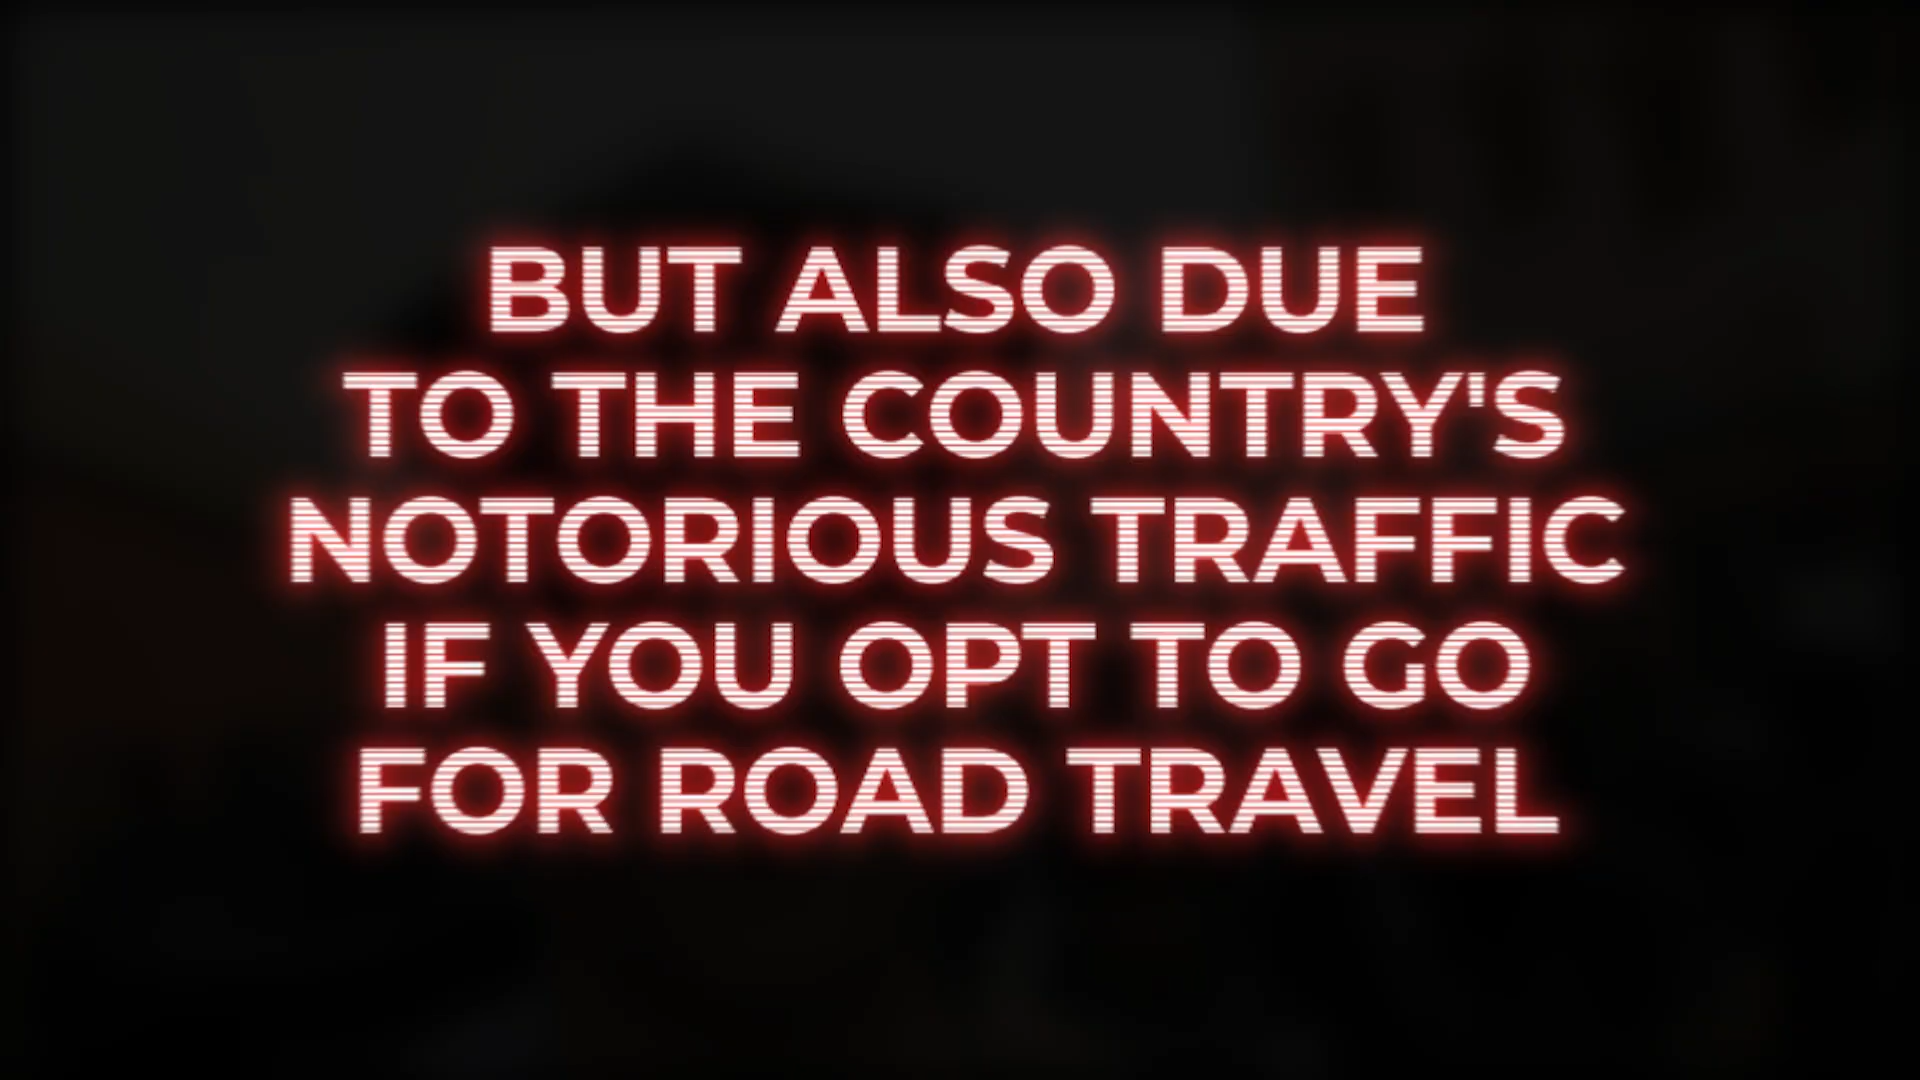 BUT ALSO DUE
TO THE COUNTRY'S
NOTORIOUS TRAFFIC
IF YOU OPT TO GO
FOR ROAD TRAVEL